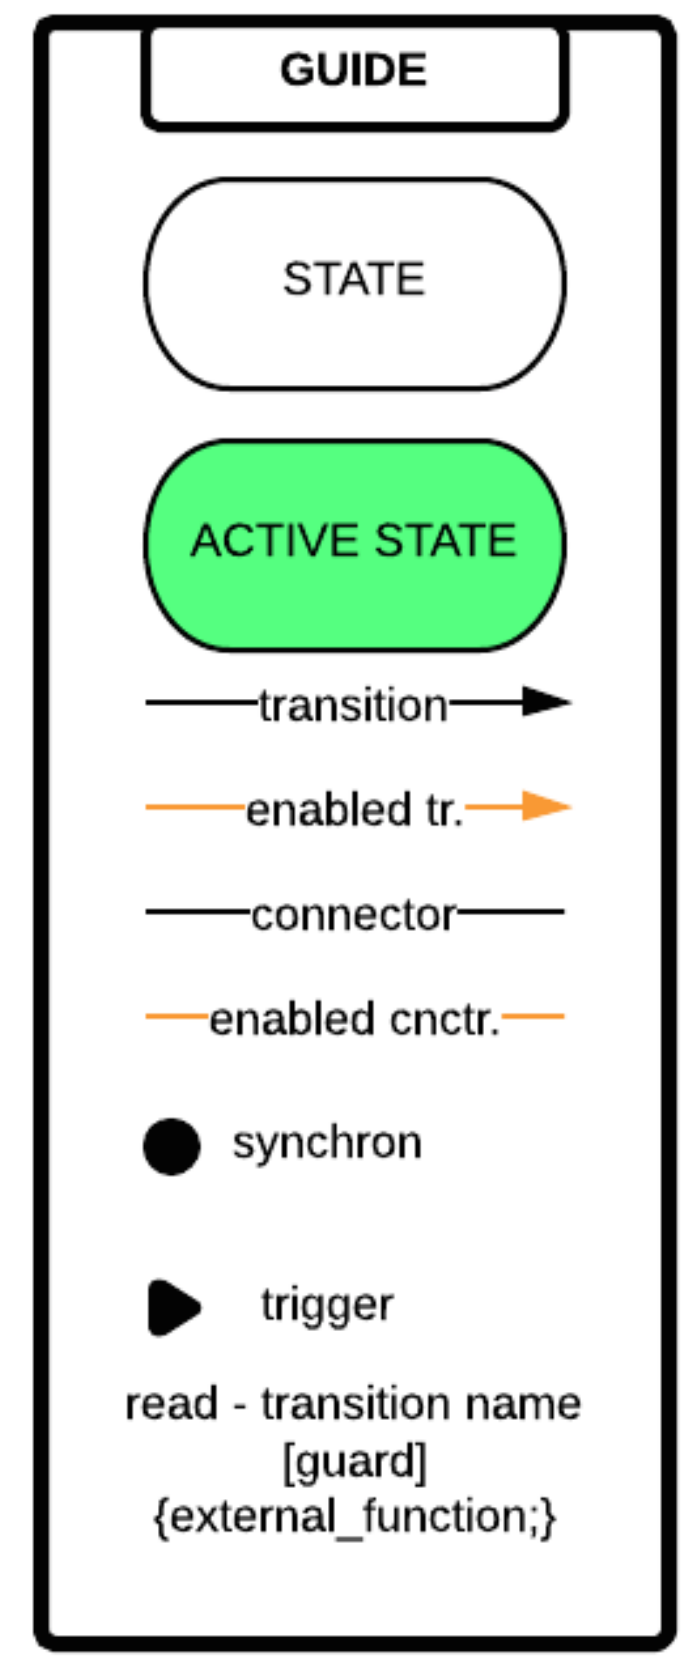 GUIDE
STATE
ACTIVE STATE
transition
enabled tr.
connector
enabled cnctr.
synchron
trigger
read - transition name
[guard]
{external_function;}